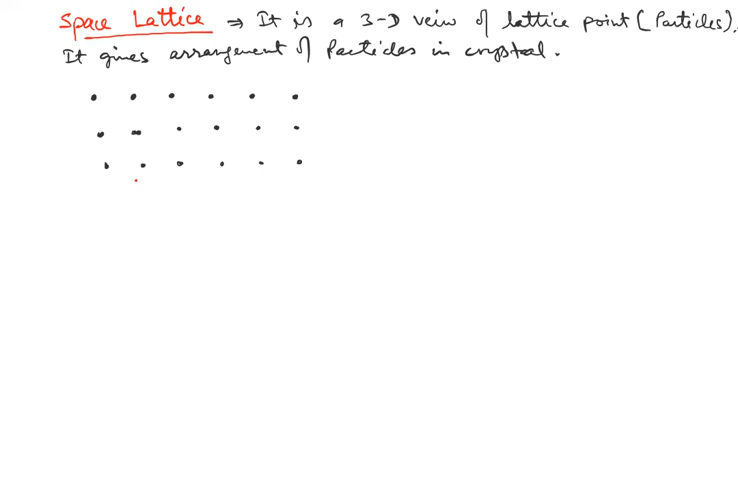 Space Lattice ⇒ It is a 3-D veiw of lattice point (Particles).
It gives arrangement of Particles in crystal.